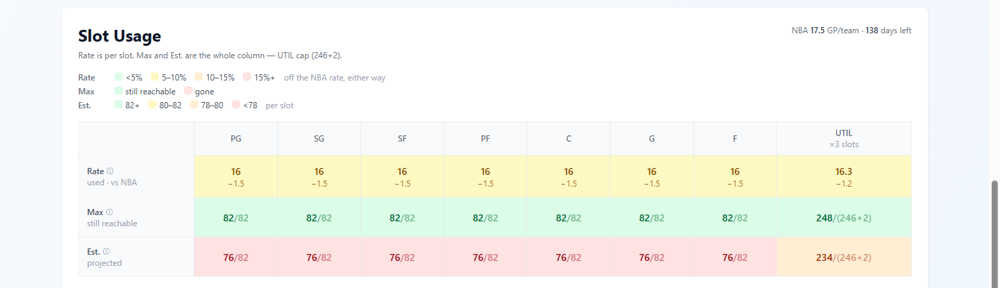 Slot Usage
NBA 17.5 GP/team · 138 days left
Rate is per slot. Max and Est. are the whole column — UTIL cap (246+2).
Rate <5% 5–10% 10–15% 15%+ off the NBA rate, either way
Max still reachable gone
Est. 82+ 80–82 78–80 <78 per slot
PG SG SF PF C G F UTIL
×3 slots
Rate ⓘ 16 16 16 16 16 16 16 16.3
used · vs NBA −1.5 −1.5 −1.5 −1.5 −1.5 −1.5 −1.5 −1.2
Max ⓘ
still reachable
82/82 82/82 82/82 82/82 82/82 82/82 82/82 248/(246+2)
Est. ⓘ
projected
76/82 76/82 76/82 76/82 76/82 76/82 76/82 234/(246+2)